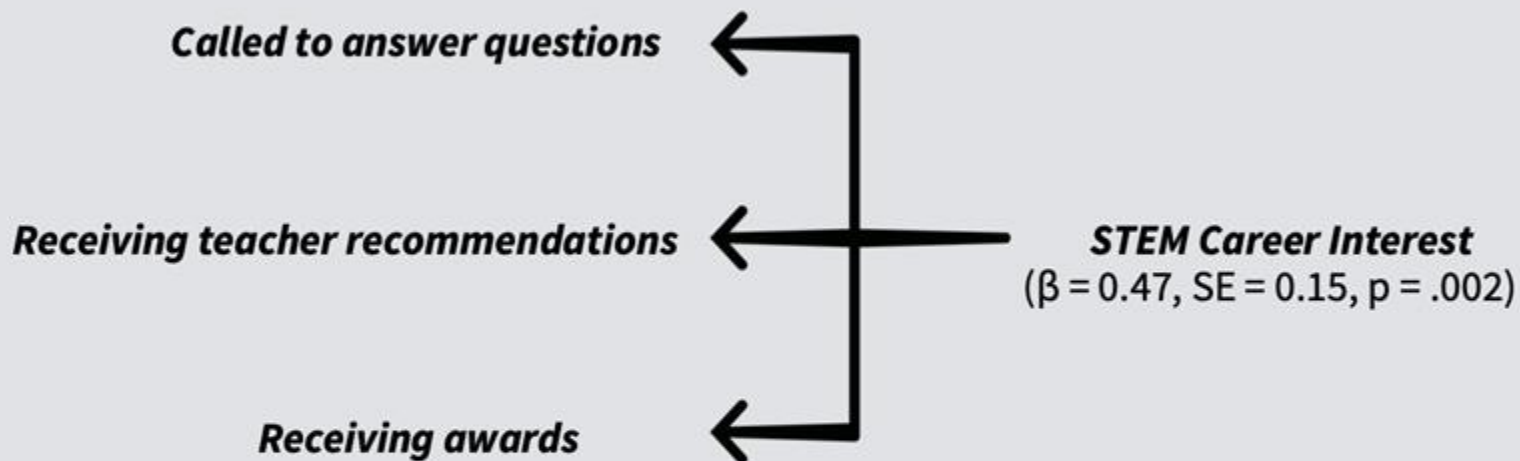 Called to answer questions
Receiving teacher recommendations
STEM Career Interest
(β = 0.47, SE = 0.15, p = .002)
Receiving awards